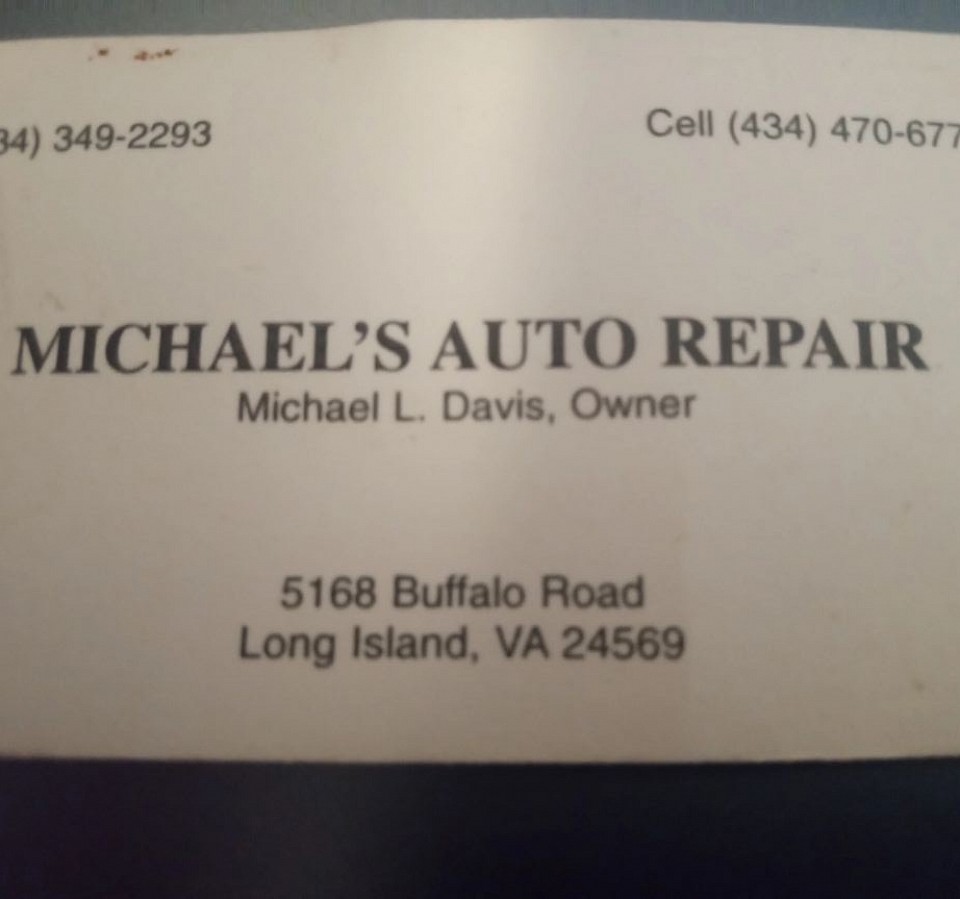 34) 349-2293 Cell (434) 470-677
MICHAEL'S AUTO REPAIR
Michael L. Davis, Owner
5168 Buffalo Road
Long Island, VA 24569